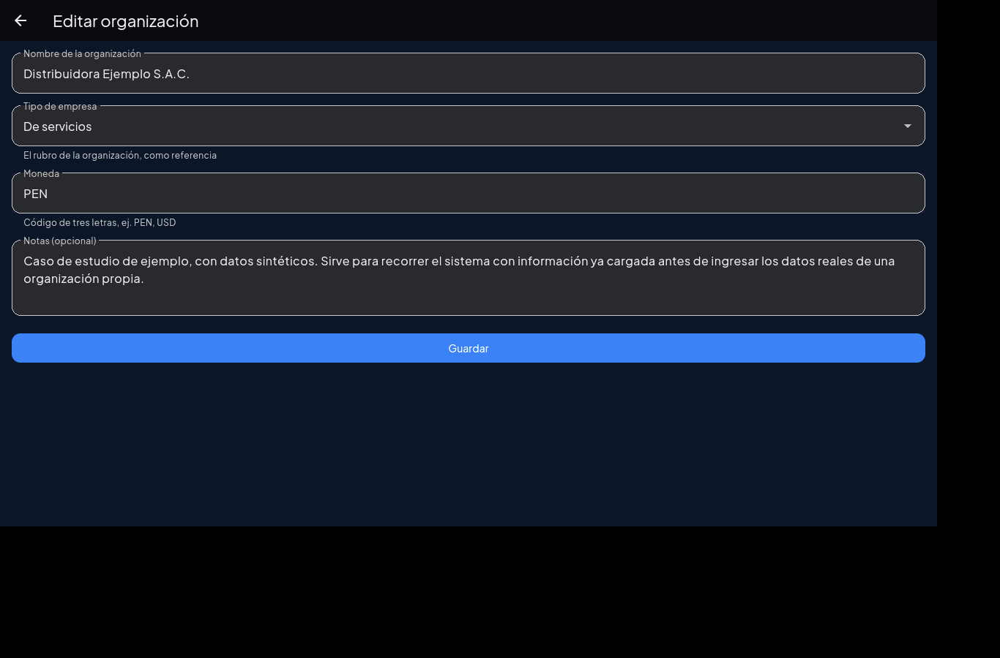 Editar organización
Nombre de la organización
Distribuidora Ejemplo S.A.C.
Tipo de empresa
De servicios
El rubro de la organización, como referencia
Moneda
PEN
Código de tres letras, ej. PEN, USD
Notas (opcional)
Caso de estudio de ejemplo, con datos sintéticos. Sirve para recorrer el sistema con información ya cargada antes de ingresar los datos reales de una
organización propia.
Guardar